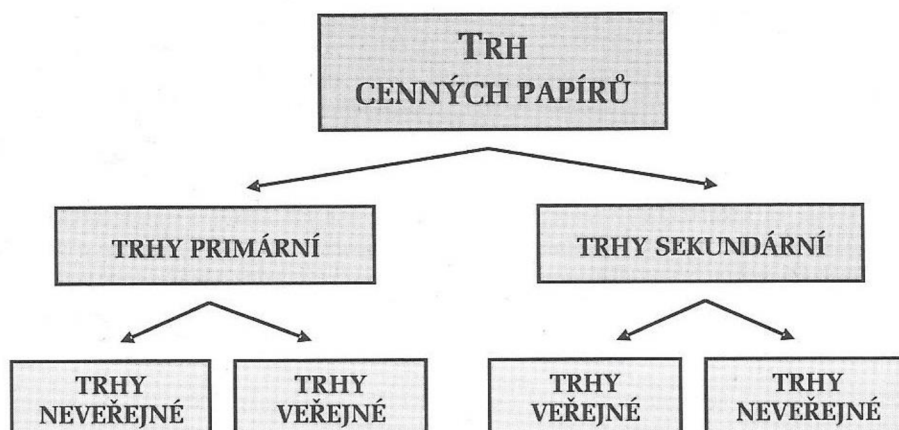 TRH
CENNÝCH PAPÍRŮ
TRHY PRIMÁRNÍ
TRHY SEKUNDÁRNÍ
TRHY
NEVEŘEJNÉ
TRHY
VEŘEJNÉ
TRHY
VEŘEJNÉ
TRHY
NEVEŘEJNÉ